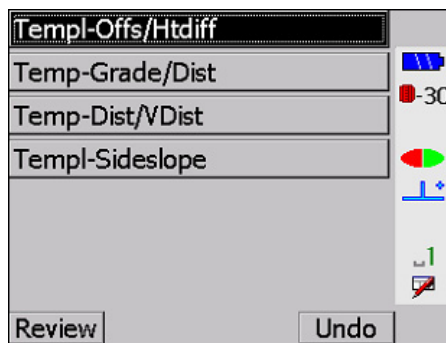 Templ-Offs/Htdiff
Temp-Grade/Dist
Temp-Dist/VDist
Templ-Sideslope
-30
1
Review
Undo